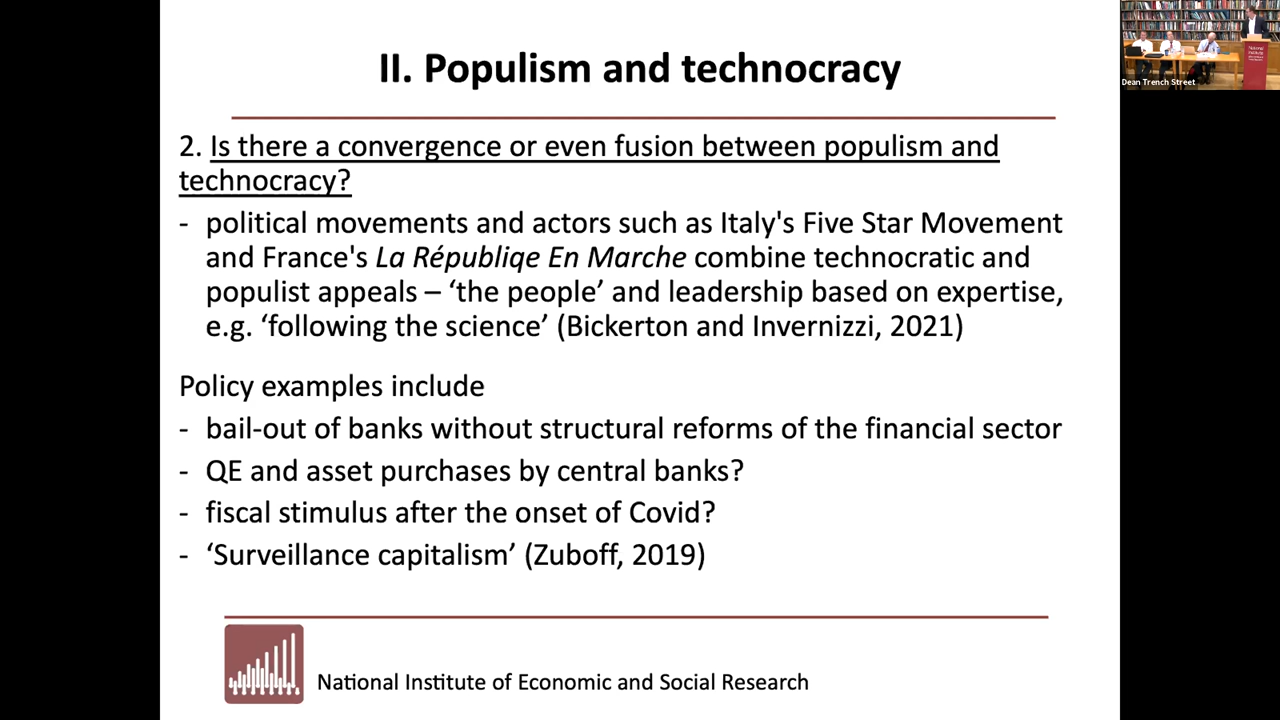 II. Populism and technocracy
2. Is there a convergence or even fusion between populism and
technocracy?
- political movements and actors such as Italy's Five Star Movement
and France's La Républiqe En Marche combine technocratic and
populist appeals – ‘the people’ and leadership based on expertise,
e.g. ‘following the science’ (Bickerton and Invernizzi, 2021)
Policy examples include
- bail-out of banks without structural reforms of the financial sector
- QE and asset purchases by central banks?
- fiscal stimulus after the onset of Covid?
- ‘Surveillance capitalism’ (Zuboff, 2019)
National Institute of Economic and Social Research
Dean Trench Street
National
Institute